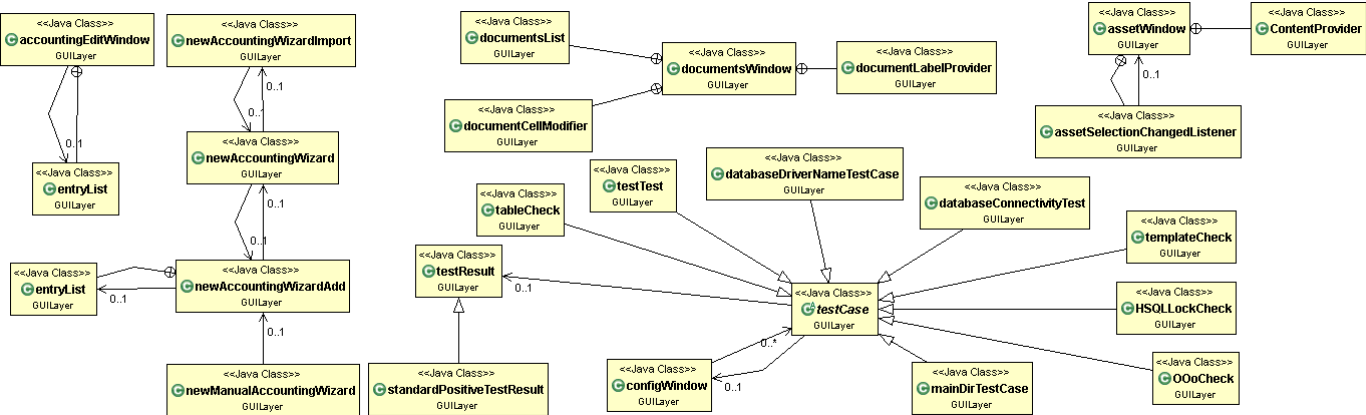 <<Java Class>>
accountingEditWindow
GUILayer
0..1
<<Java Class>>
entryList
GUILayer
<<Java Class>>
newAccountingWizardImport
GUILayer
0..1
0..1
<<Java Class>>
newAccountingWizard
GUILayer
0..1
0..1
<<Java Class>>
entryList
GUILayer
0..1
<<Java Class>>
newAccountingWizardAdd
GUILayer
0..1
<<Java Class>>
newManualAccountingWizard
GUILayer
<<Java Class>>
documentsList
GUILayer
<<Java Class>>
documentsWindow
GUILayer
<<Java Class>>
documentLabelProvider
GUILayer
<<Java Class>>
documentCellModifier
GUILayer
<<Java Class>>
assetWindow
GUILayer
<<Java Class>>
ContentProvider
GUILayer
0..1
<<Java Class>>
assetSelectionChangedListener
GUILayer
<<Java Class>>
testTest
GUILayer
<<Java Class>>
databaseDriverNameTestCase
GUILayer
<<Java Class>>
tableCheck
GUILayer
<<Java Class>>
databaseConnectivityTest
GUILayer
<<Java Class>>
templateCheck
GUILayer
<<Java Class>>
testResult
GUILayer
0..1
<<Java Class>>
testCase
GUILayer
<<Java Class>>
HSQLLockCheck
GUILayer
0..*
0..1
<<Java Class>>
standardPositiveTestResult
GUILayer
<<Java Class>>
configWindow
GUILayer
<<Java Class>>
mainDirTestCase
GUILayer
<<Java Class>>
OOoCheck
GUILayer